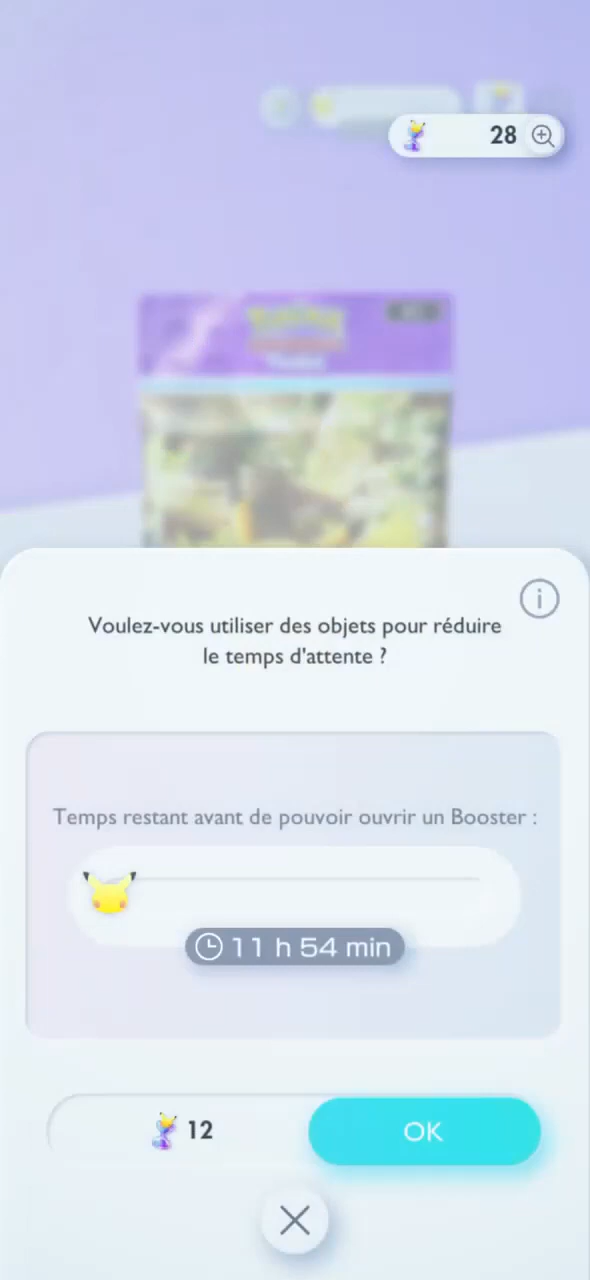 28
Voulez-vous utiliser des objets pour réduire
le temps d'attente ?
Temps restant avant de pouvoir ouvrir un Booster :
11 h 54 min
12
OK